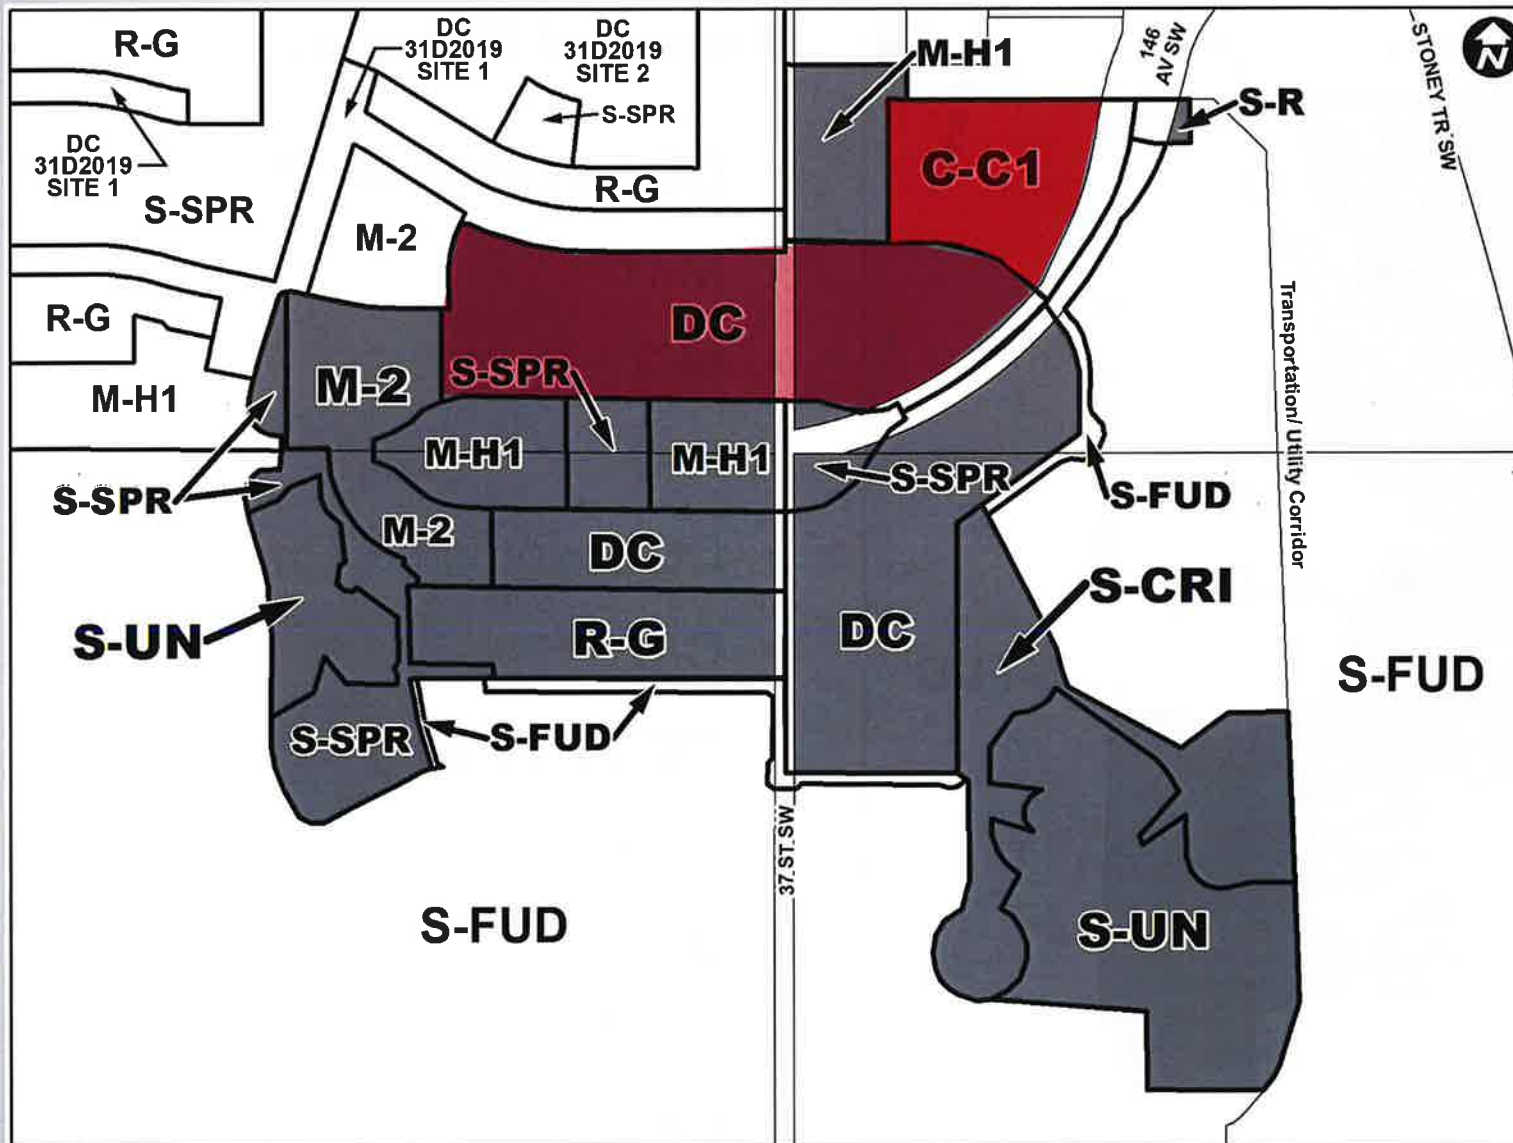 R-G
DC
31D2019
SITE 1
DC
31D2019
SITE 2
S-SPR
M-H1
146
AV SW
STONEY TR SW
N
S-R
DC
31D2019
SITE 1
S-SPR
R-G
C-C1
M-2
R-G
DC
Transportation/ Utility Corridor
M-H1
M-2
S-SPR
M-H1
M-H1
S-SPR
S-SPR
S-FUD
M-2
DC
S-CRI
S-UN
R-G
DC
S-FUD
S-SPR
S-FUD
37 ST SW
S-FUD
S-UN